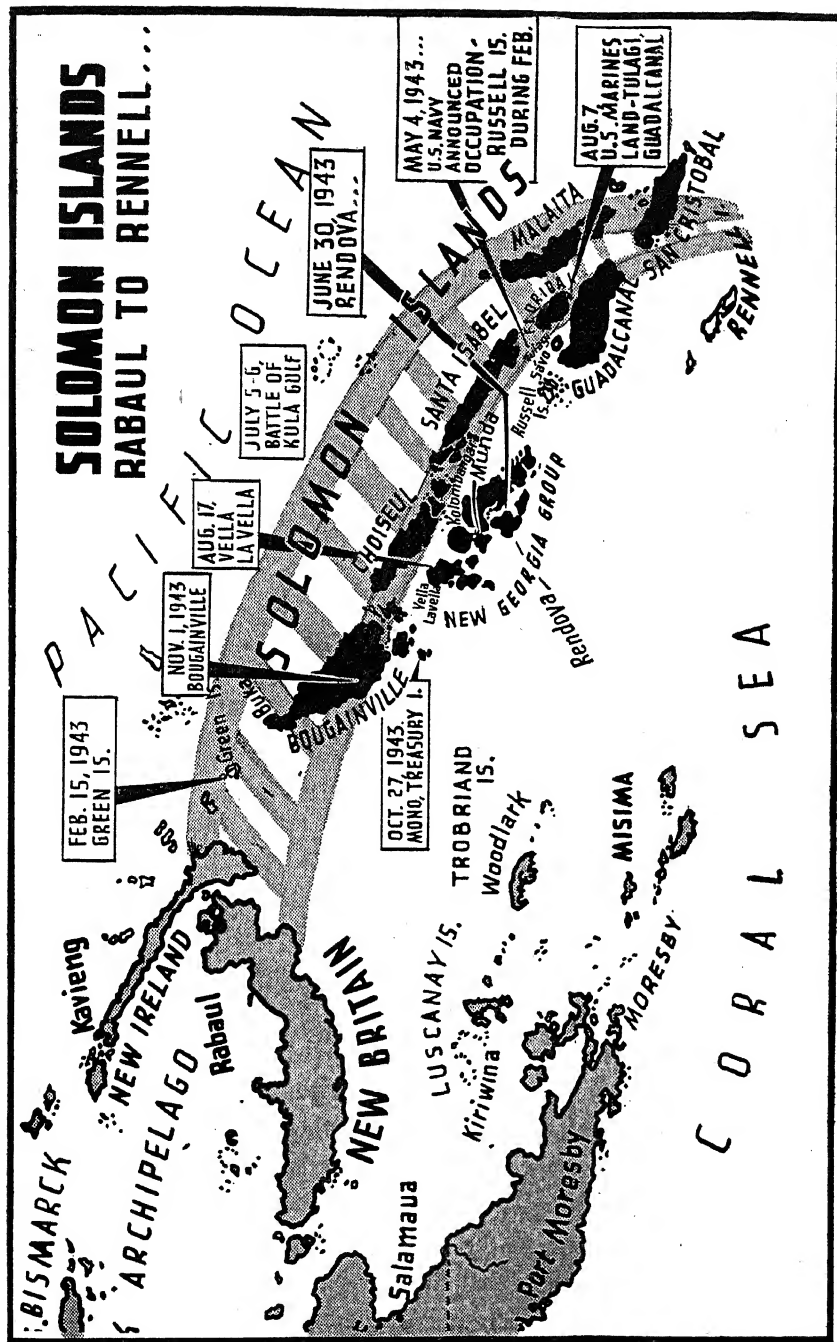 SOLOMON ISLANDS
RABAUL TO RENNELL...
PACIFIC OCEAN
SOLOMON ISLANDS
FEB. 15, 1943
GREEN IS.
NOV. 1, 1943
BOUGAINVILLE
AUG. 17,
VELLA
LAVELLA
JULY 5-6,
BATTLE OF
KULA GULF
JUNE 30, 1943
RENDOVA...
MAY 4, 1943...
U.S. NAVY
ANNOUNCED
OCCUPATION-
RUSSELL IS.
DURING FEB.
AUG. 7
U.S. MARINES
LAND-TULAGI,
GUADALCANAL
OCT. 27, 1943.
MONO, TREASURY I.
BISMARCK
ARCHIPELAGO
Kavieng
NEW IRELAND
Rabaul
NEW BRITAIN
Green Is.
Buka
BOUGAINVILLE
CHOISEUL
Vella
Lavella
Kolombangara
Munda
NEW GEORGIA GROUP
Rendova
SANTA ISABEL
Russell
Is.
Savo
FLORIDA I.
MALAITA
GUADALCANAL
SAN CRISTOBAL
RENNELL
Salamaua
Port Moresby
LUSCANAY IS.
Kiriwina
TROBRIAND
IS.
Woodlark
MISIMA
MORESBY
CORAL SEA